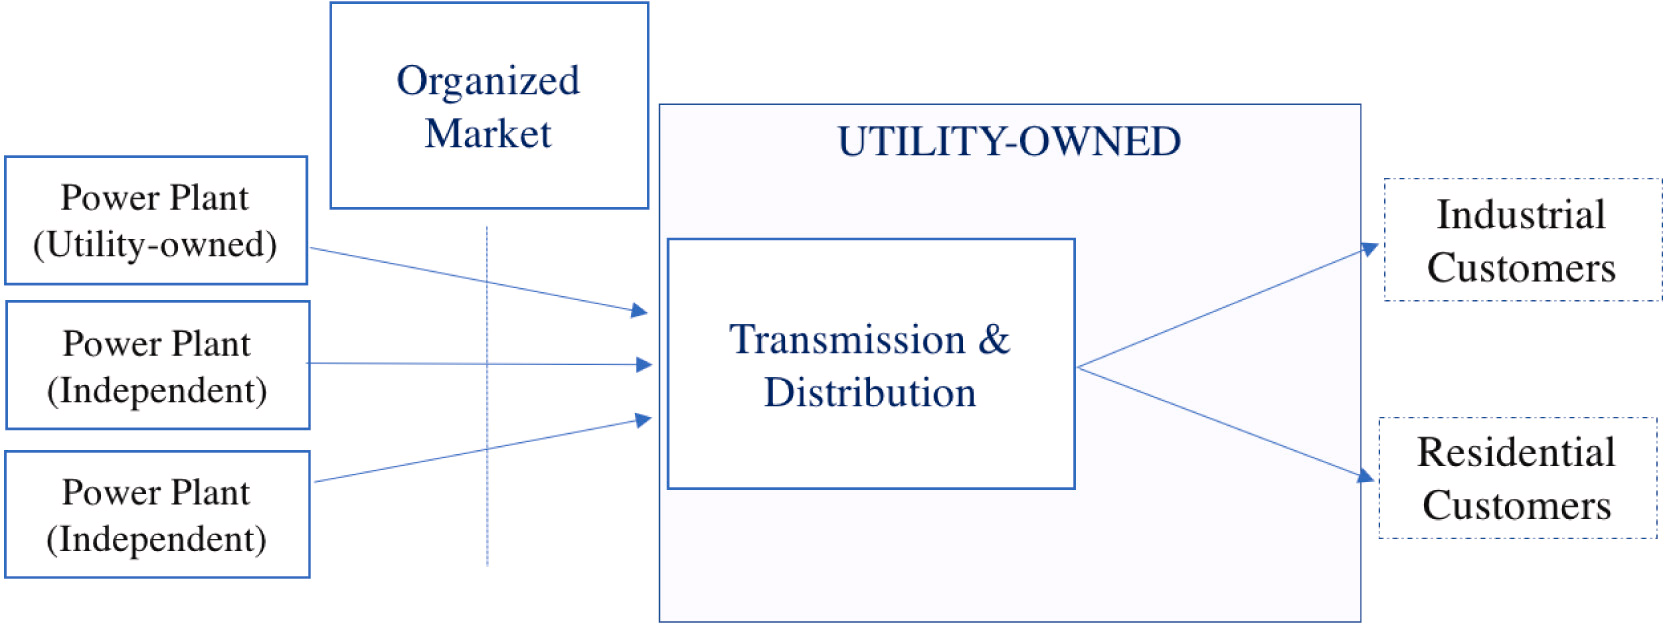 Organized
Market
UTILITY-OWNED
Power Plant
(Utility-owned)
Power Plant
(Independent)
Power Plant
(Independent)
Transmission &
Distribution
Industrial
Customers
Residential
Customers